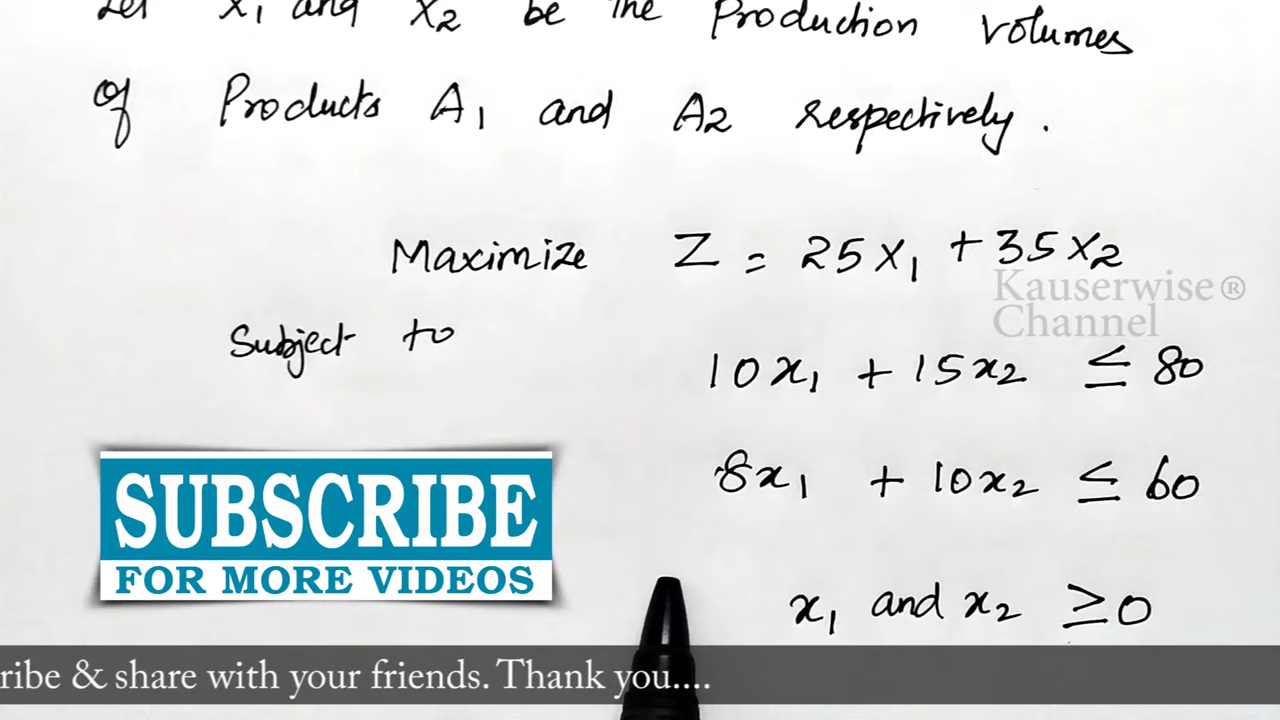 Let x1 and x2 be the Production volumes
Of Products A1 and A2 respectively.
Maximize Z = 25x1 + 35x2
Kauserwise®
Channel
Subject to
10x1 + 15x2 ≤ 80
8x1 + 10x2 ≤ 60
SUBSCRIBE
FOR MORE VIDEOS
x1 and x2 ≥ 0
ribe & share with your friends. Thank you....